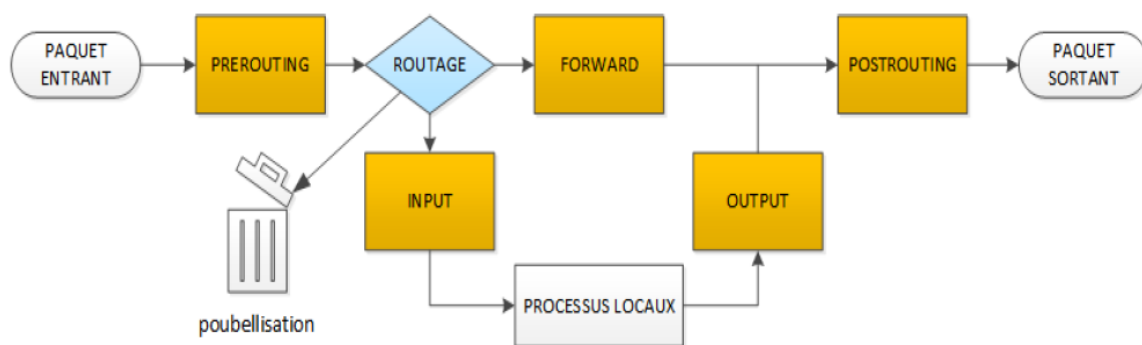 PAQUET
ENTRANT
PREROUTING
ROUTAGE
FORWARD
POSTROUTING
PAQUET
SORTANT
INPUT
OUTPUT
PROCESSUS LOCAUX
poubellisation